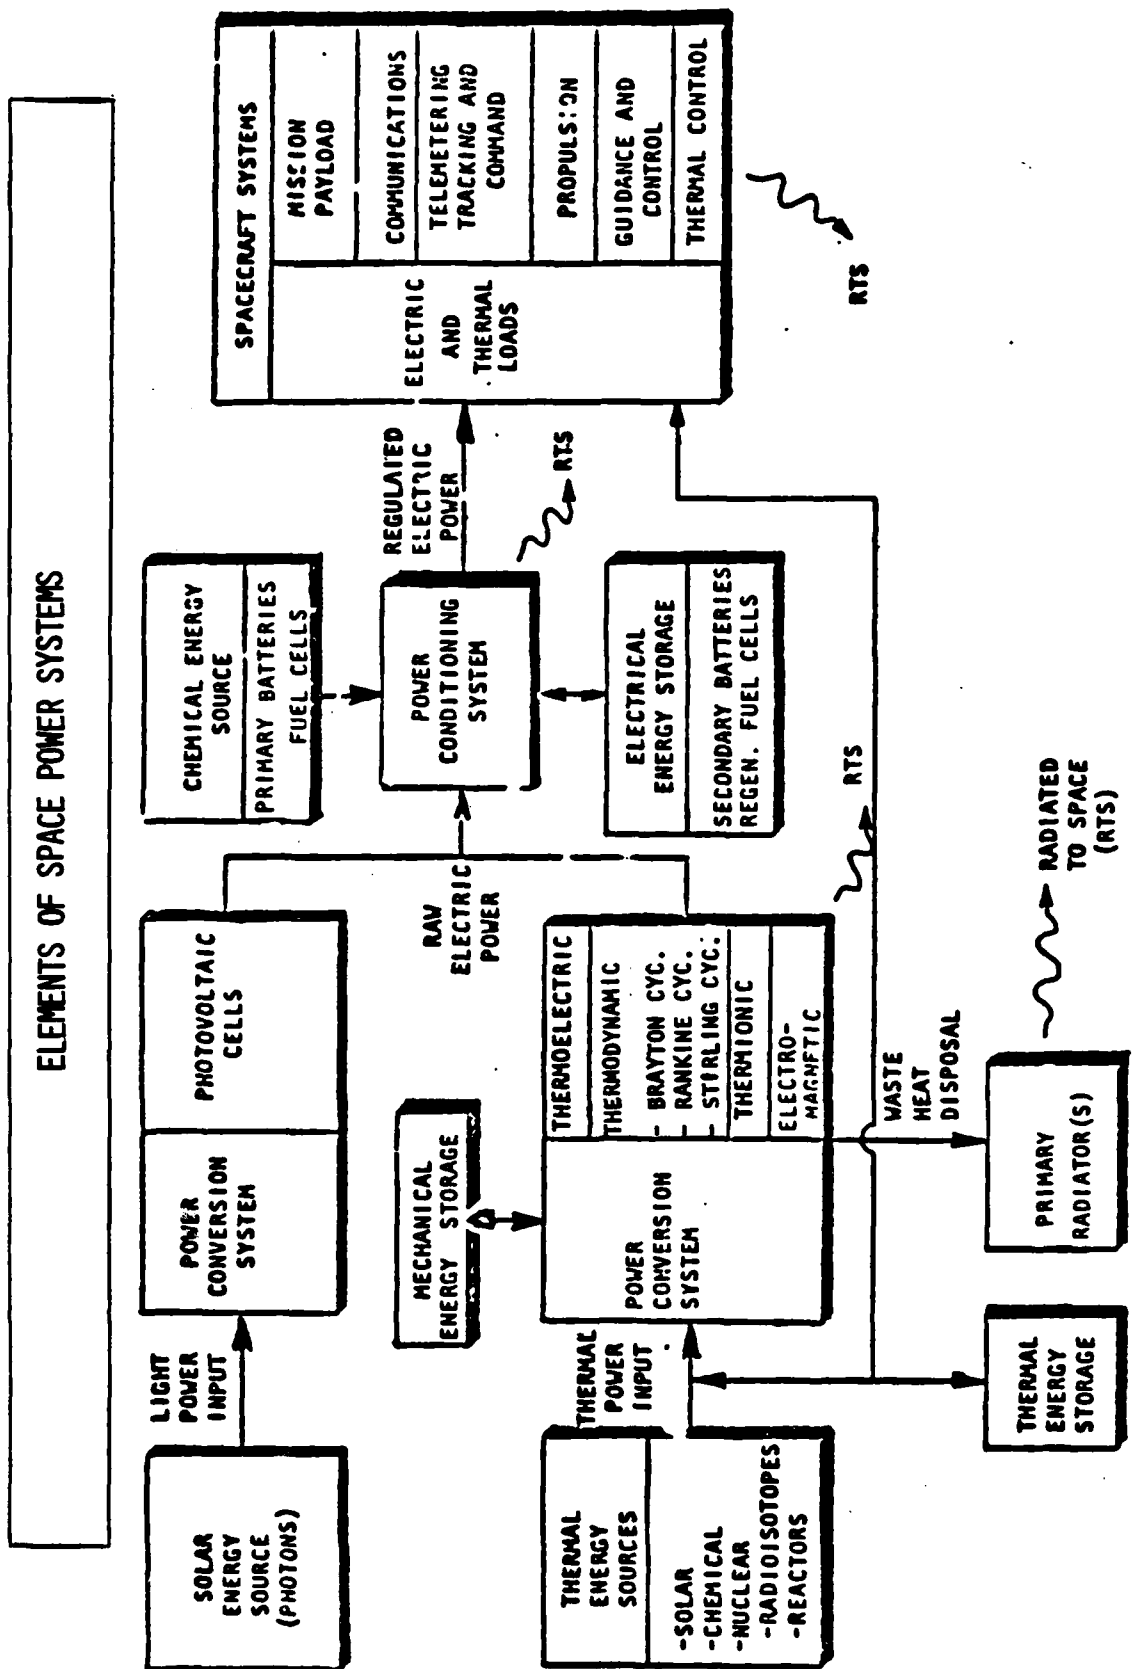 ELEMENTS OF SPACE POWER SYSTEMS
SOLAR
ENERGY
SOURCE
(PHOTONS)
LIGHT
POWER
INPUT
POWER
CONVERSION
SYSTEM
PHOTOVOLTAIC
CELLS
CHEMICAL ENERGY
SOURCE
PRIMARY BATTERIES
FUEL CELLS
SPACECRAFT SYSTEMS
ELECTRIC
AND
THERMAL
LOADS
MISSION
PAYLOAD
COMMUNICATIONS
TELEMETERING
TRACKING AND
COMMAND
PROPULSION
GUIDANCE AND
CONTROL
THERMAL CONTROL
RAW
ELECTRIC
POWER
POWER
CONDITIONING
SYSTEM
REGULATED
ELECTRIC
POWER
RTS
MECHANICAL
ENERGY STORAGE
THERMAL
ENERGY
SOURCES
-SOLAR
-CHEMICAL
-NUCLEAR
-RADIOISOTOPES
-REACTORS
THERMAL
POWER
INPUT
POWER
CONVERSION
SYSTEM
THERMOELECTRIC
THERMODYNAMIC
- BRAYTON CYC.
- RANKINE CYC.
- STIRLING CYC.
THERMIONIC
ELECTRO-
MAGNETIC
ELECTRICAL
ENERGY STORAGE
SECONDARY BATTERIES
REGEN. FUEL CELLS
RTS
RTS
WASTE
HEAT
DISPOSAL
THERMAL
ENERGY
STORAGE
PRIMARY
RADIATOR(S)
RADIATED
TO SPACE
(RTS)